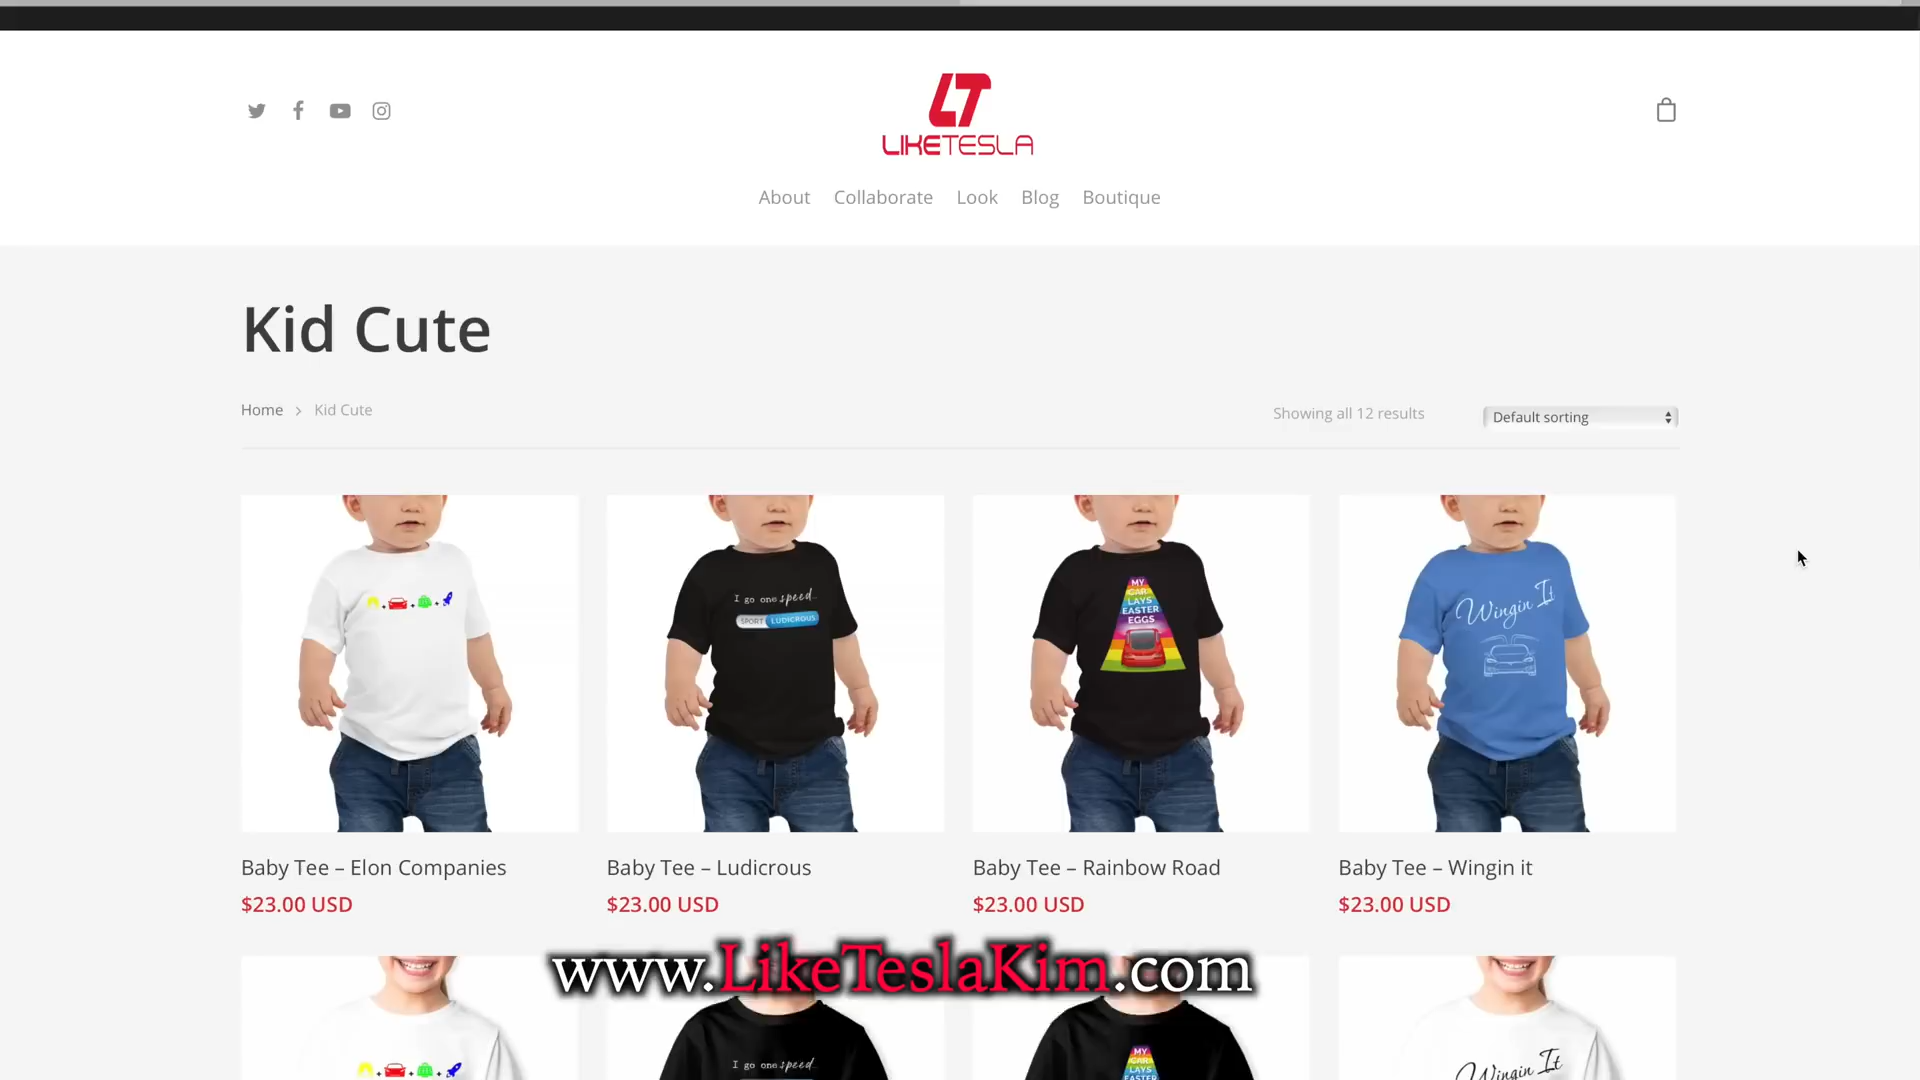 LT
LIKETESLA
About Collaborate Look Blog Boutique
Kid Cute
Home > Kid Cute
Showing all 12 results
Default sorting
I go one speed...
SPORT LUDICROUS
MY
CAR
LAYS
EASTER
EGGS
Wingin It
Baby Tee – Elon Companies
$23.00 USD
Baby Tee – Ludicrous
$23.00 USD
Baby Tee – Rainbow Road
$23.00 USD
Baby Tee – Wingin it
$23.00 USD
www.LikeTeslaKim.com
I go one speed...
MY
CAR
LAYS
EASTER
Wingin It